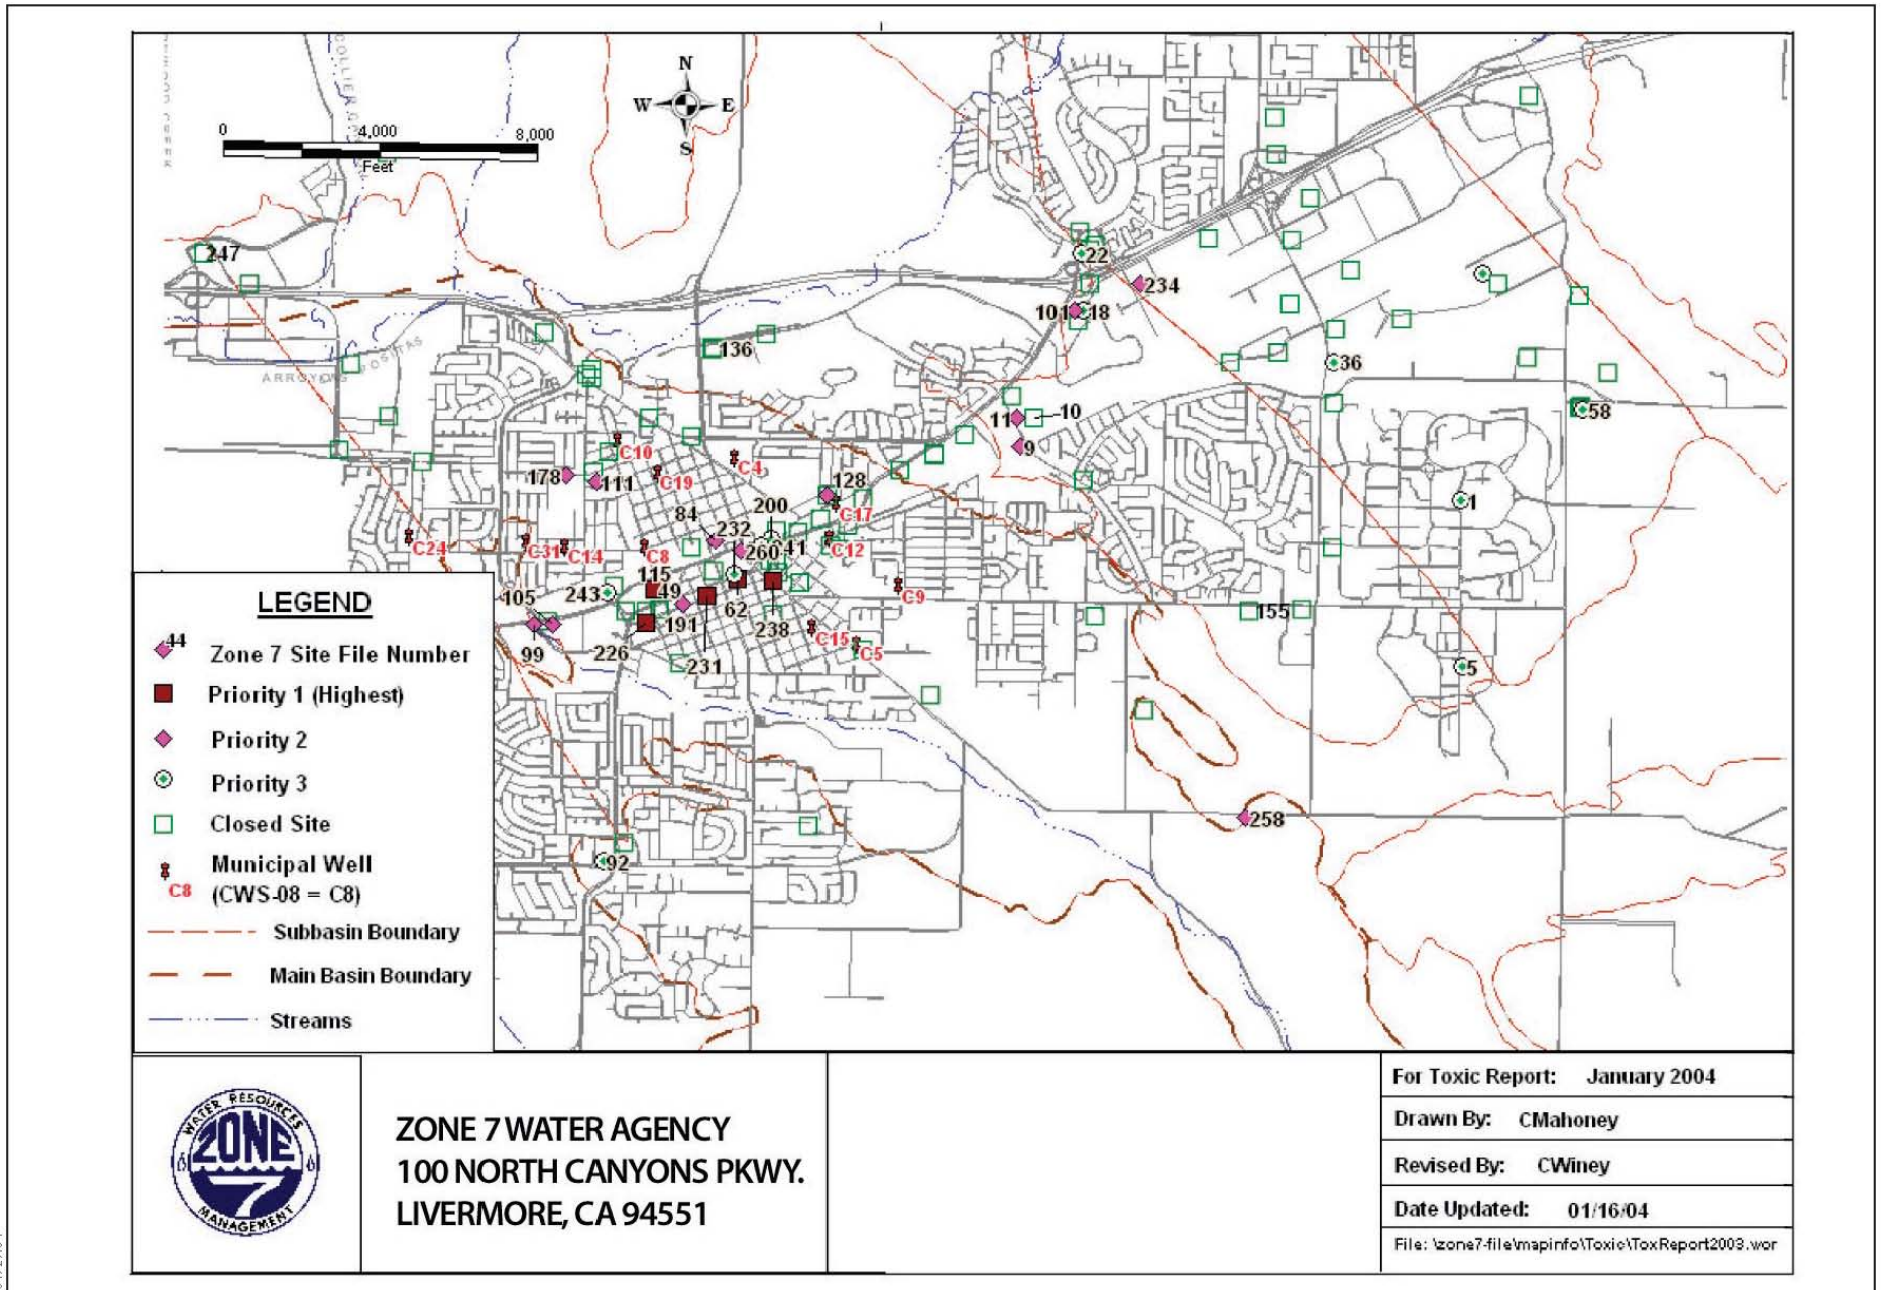 N
W
E
S
0
4,000
8,000
Feet
COLLIER
ARROYO LAS POSITAS
247
22
234
101
18
136
36
11
10
58
9
C10
C4
178
111
C19
128
1
200
84
C17
232
C24
C31
C14
C8
260
41
C12
115
105
243
49
C9
62
155
99
226
191
238
C15
C5
231
5
258
92
LEGEND
44
Zone 7 Site File Number
Priority 1 (Highest)
Priority 2
Priority 3
Closed Site
Municipal Well
C8 (CWS-08 = C8)
Subbasin Boundary
Main Basin Boundary
Streams
WATER RESOURCES
ZONE
7
MANAGEMENT
ZONE 7 WATER AGENCY
100 NORTH CANYONS PKWY.
LIVERMORE, CA 94551
For Toxic Report: January 2004
Drawn By: CMahoney
Revised By: CWiney
Date Updated: 01/16/04
File: \zone7-file\mapinfo\Toxic\ToxReport2003.wor